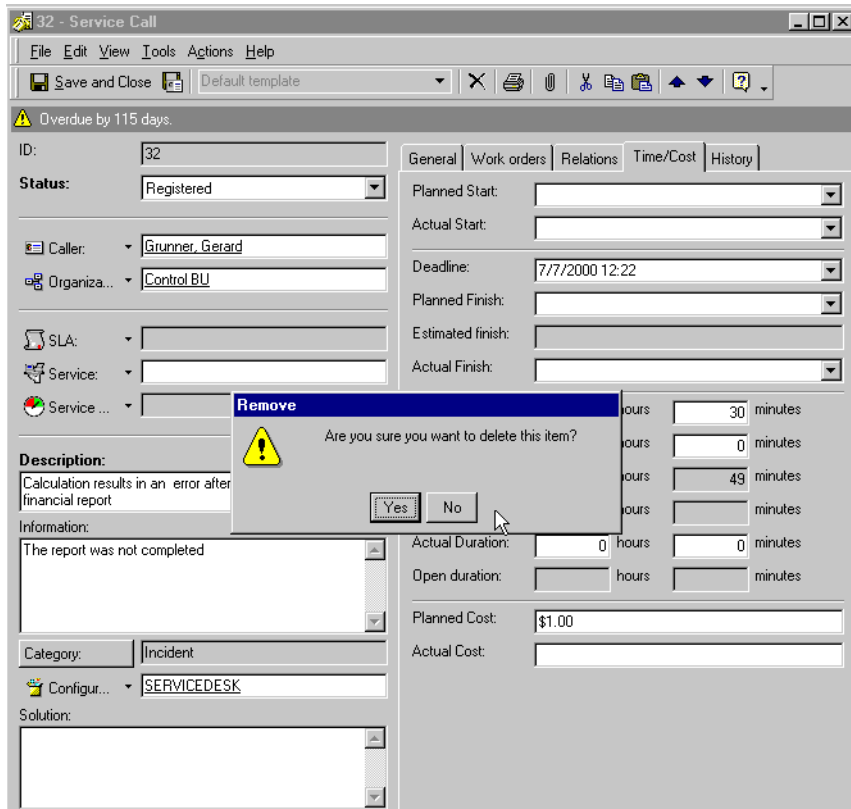 32 - Service Call
File Edit View Tools Actions Help
Save and Close Default template
Overdue by 115 days.
ID: 32
Status: Registered
Caller: Grunner, Gerard
Organiza... Control BU
SLA:
Service:
Service ...
Description:
Calculation results in an error after
financial report
Information:
The report was not completed
Category: Incident
Configur... SERVICEDESK
Solution:
General Work orders Relations Time/Cost History
Planned Start:
Actual Start:
Deadline: 7/7/2000 12:22
Planned Finish:
Estimated finish:
Actual Finish:
Remove
Are you sure you want to delete this item?
Yes No
hours 30 minutes
hours 0 minutes
hours 49 minutes
hours minutes
Actual Duration: 0 hours 0 minutes
Open duration: hours minutes
Planned Cost: $1.00
Actual Cost: